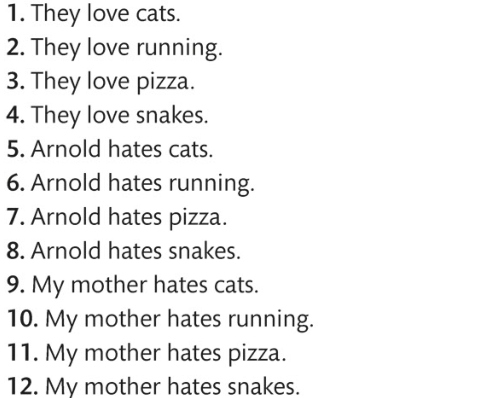 1. They love cats.
2. They love running.
3. They love pizza.
4. They love snakes.
5. Arnold hates cats.
6. Arnold hates running.
7. Arnold hates pizza.
8. Arnold hates snakes.
9. My mother hates cats.
10. My mother hates running.
11. My mother hates pizza.
12. My mother hates snakes.